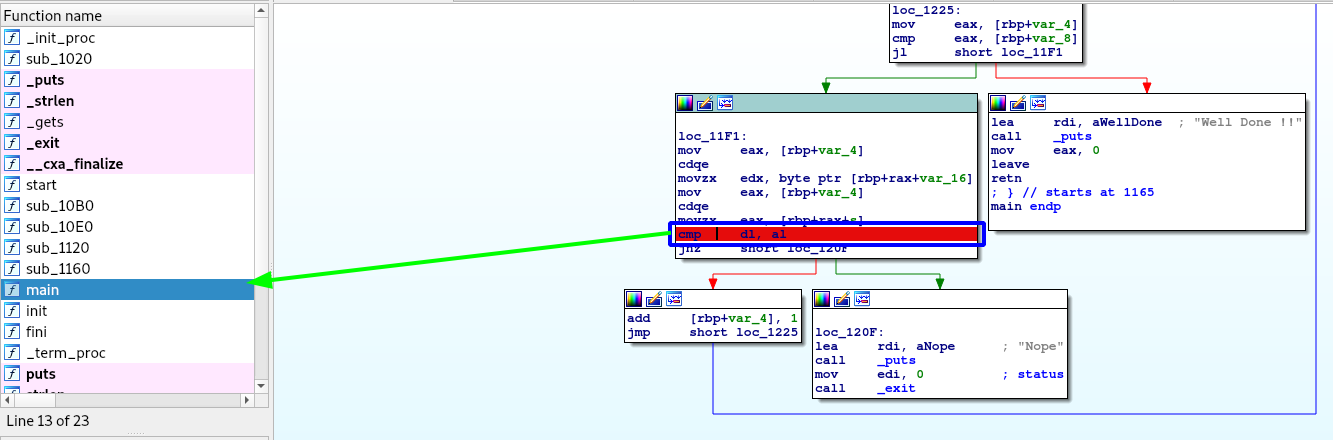 Function name
_init_proc
sub_1020
_puts
_strlen
_gets
_exit
__cxa_finalize
start
sub_10B0
sub_10E0
sub_1120
sub_1160
main
init
fini
_term_proc
puts
strlen
Line 13 of 23
loc_1225:
mov eax, [rbp+var_4]
cmp eax, [rbp+var_8]
jl short loc_11F1
loc_11F1:
mov eax, [rbp+var_4]
cdqe
movzx edx, byte ptr [rbp+rax+var_16]
mov eax, [rbp+var_4]
cdqe
movzx eax, [rbp+rax+s]
cmp dl, al
jnz short loc_120F
lea rdi, aWellDone ; "Well Done !!"
call _puts
mov eax, 0
leave
retn
; } // starts at 1165
main endp
add [rbp+var_4], 1
jmp short loc_1225
loc_120F:
lea rdi, aNope ; "Nope"
call _puts
mov edi, 0 ; status
call _exit